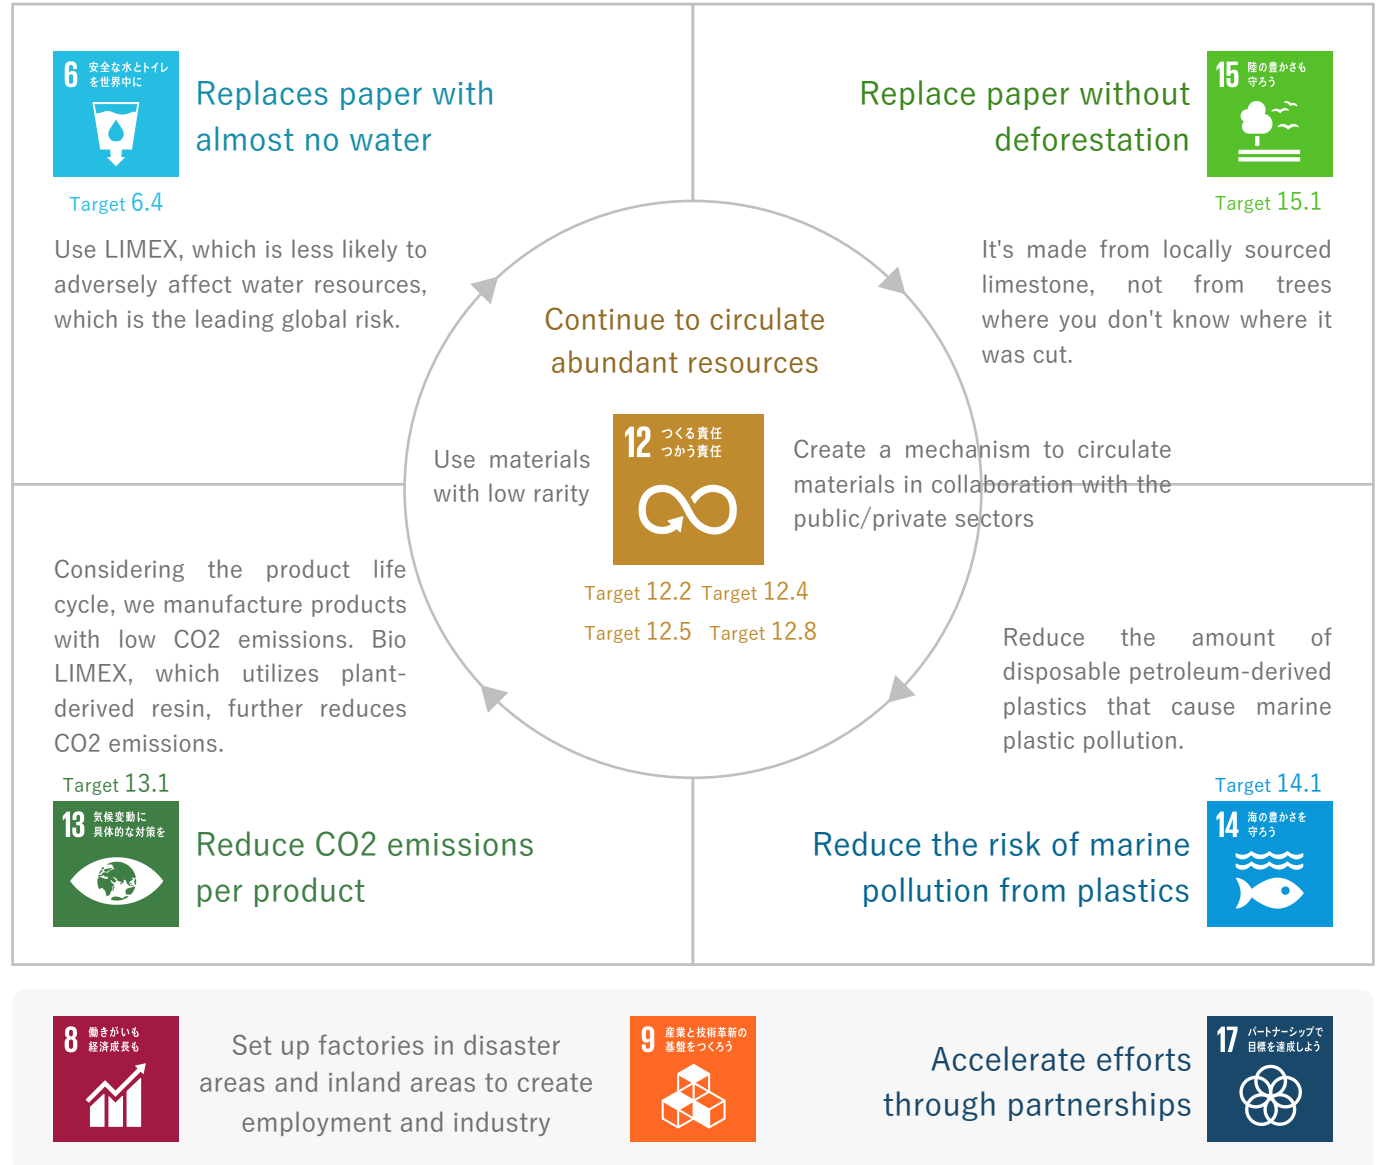 6 安全な水とトイレ
を世界中に
Replaces paper with
almost no water
Target 6.4
Use LIMEX, which is less likely to
adversely affect water resources,
which is the leading global risk.
Replace paper without
deforestation
15 陸の豊かさも
守ろう
Target 15.1
It's made from locally sourced
limestone, not from trees
where you don't know where it
was cut.
Continue to circulate
abundant resources
Use materials
with low rarity
12 つくる責任
つかう責任
Create a mechanism to circulate
materials in collaboration with the
public/private sectors
Target 12.2 Target 12.4
Target 12.5 Target 12.8
Considering the product life
cycle, we manufacture products
with low CO2 emissions. Bio
LIMEX, which utilizes plant-
derived resin, further reduces
CO2 emissions.
Target 13.1
13 気候変動に
具体的な対策を
Reduce CO2 emissions
per product
Reduce the amount of
disposable petroleum-derived
plastics that cause marine
plastic pollution.
Target 14.1
Reduce the risk of marine
pollution from plastics
14 海の豊かさを
守ろう
8 働きがいも
経済成長も
Set up factories in disaster
areas and inland areas to create
employment and industry
9 産業と技術革新の
基盤をつくろう
Accelerate efforts
through partnerships
17 パートナーシップで
目標を達成しよう